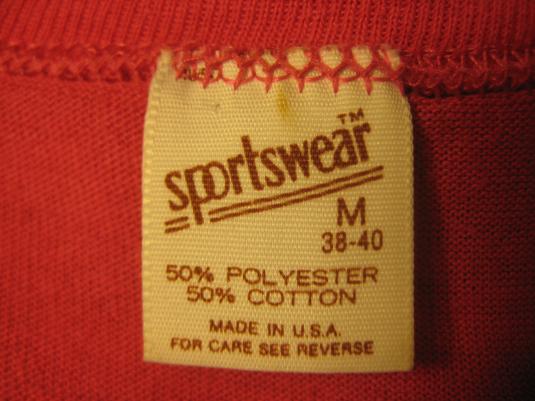 sportswear™
M
38-40
50% POLYESTER
50% COTTON
MADE IN U.S.A.
FOR CARE SEE REVERSE